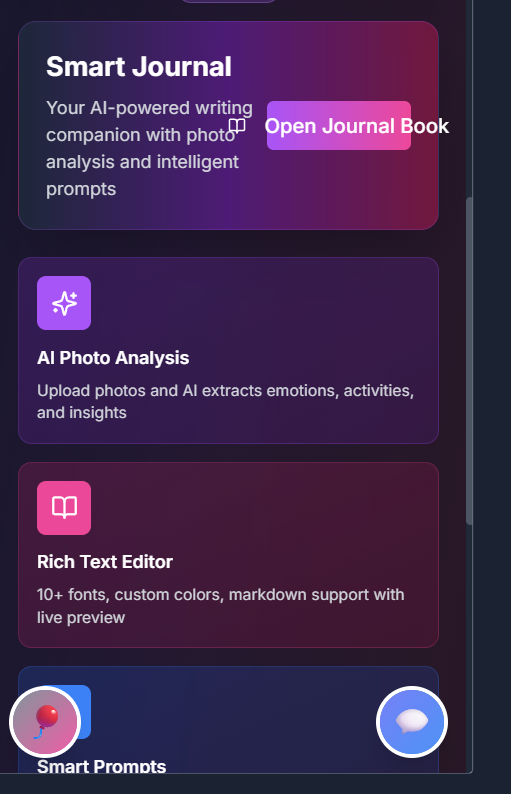 Smart Journal
Your AI-powered writing
companion with photo
analysis and intelligent
prompts
Open Journal Book
AI Photo Analysis
Upload photos and AI extracts emotions, activities,
and insights
Rich Text Editor
10+ fonts, custom colors, markdown support with
live preview
Smart Prompts